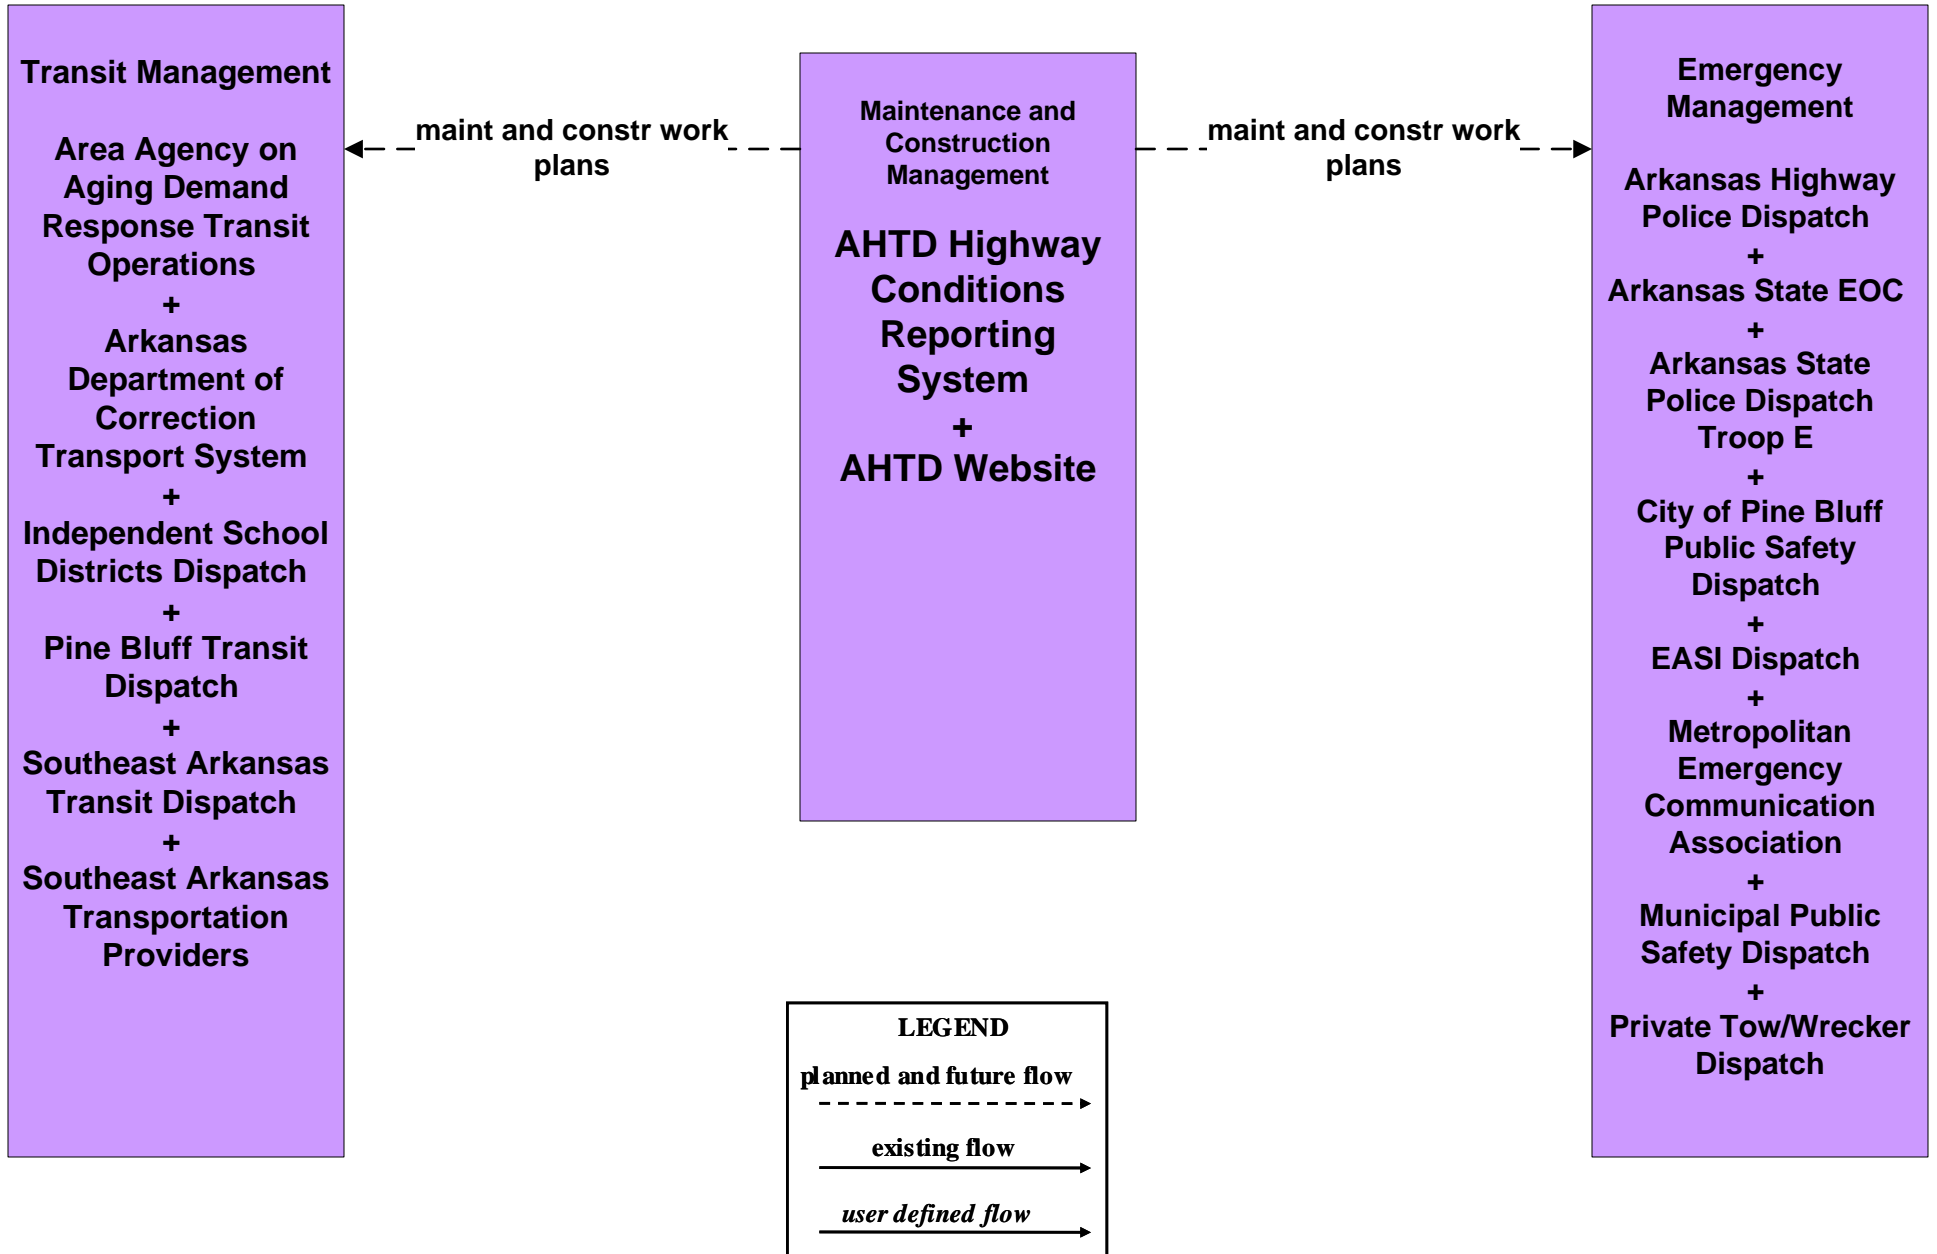 Transit Management
Area Agency on
Aging Demand
Response Transit
Operations
+
Arkansas
Department of
Correction
Transport System
+
Independent School
Districts Dispatch
+
Pine Bluff Transit
Dispatch
+
Southeast Arkansas
Transit Dispatch
+
Southeast Arkansas
Transportation
Providers
maint and constr work
plans
Maintenance and
Construction
Management
AHTD Highway
Conditions
Reporting
System
+
AHTD Website
maint and constr work
plans
Emergency
Management
Arkansas Highway
Police Dispatch
+
Arkansas State EOC
+
Arkansas State
Police Dispatch
Troop E
+
City of Pine Bluff
Public Safety
Dispatch
+
EASI Dispatch
+
Metropolitan
Emergency
Communication
Association
+
Municipal Public
Safety Dispatch
+
Private Tow/Wrecker
Dispatch
LEGEND
planned and future flow
existing flow
user defined flow